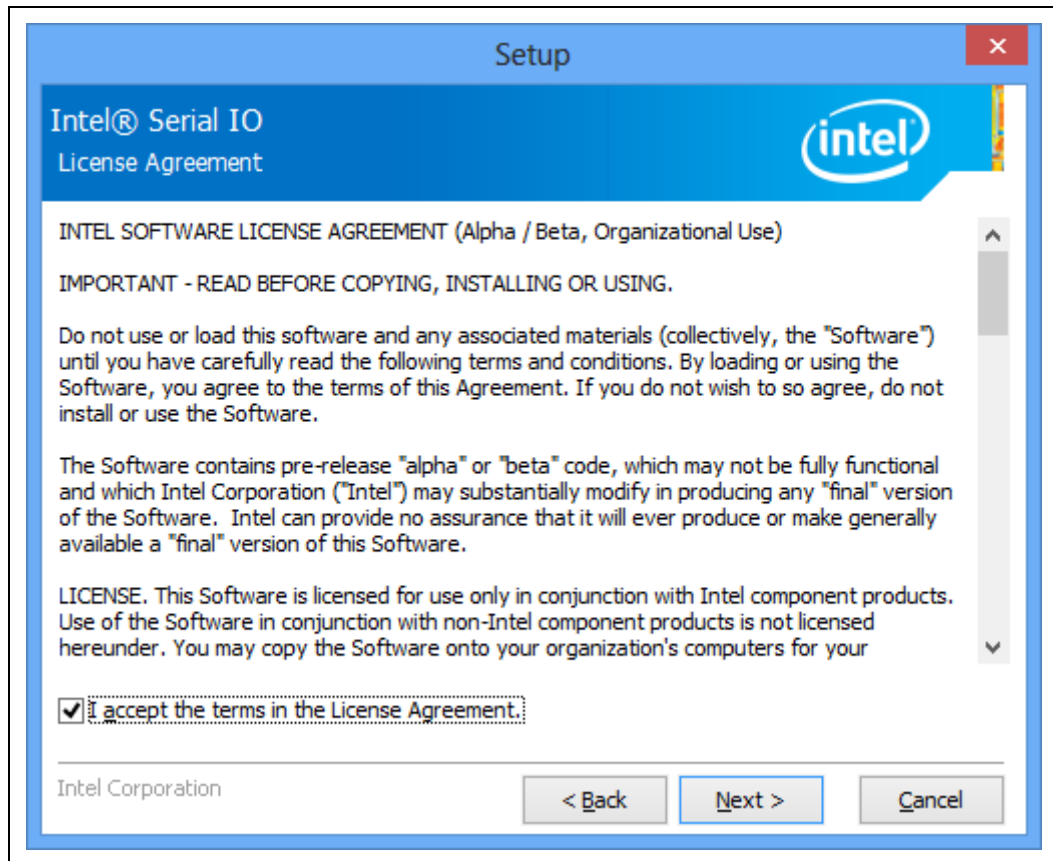 Setup
Intel® Serial IO
License Agreement
intel
INTEL SOFTWARE LICENSE AGREEMENT (Alpha / Beta, Organizational Use)
IMPORTANT - READ BEFORE COPYING, INSTALLING OR USING.
Do not use or load this software and any associated materials (collectively, the "Software")
until you have carefully read the following terms and conditions. By loading or using the
Software, you agree to the terms of this Agreement. If you do not wish to so agree, do not
install or use the Software.
The Software contains pre-release "alpha" or "beta" code, which may not be fully functional
and which Intel Corporation ("Intel") may substantially modify in producing any "final" version
of the Software.  Intel can provide no assurance that it will ever produce or make generally
available a "final" version of this Software.
LICENSE. This Software is licensed for use only in conjunction with Intel component products.
Use of the Software in conjunction with non-Intel component products is not licensed
hereunder. You may copy the Software onto your organization's computers for your
I accept the terms in the License Agreement.
Intel Corporation
< Back
Next >
Cancel